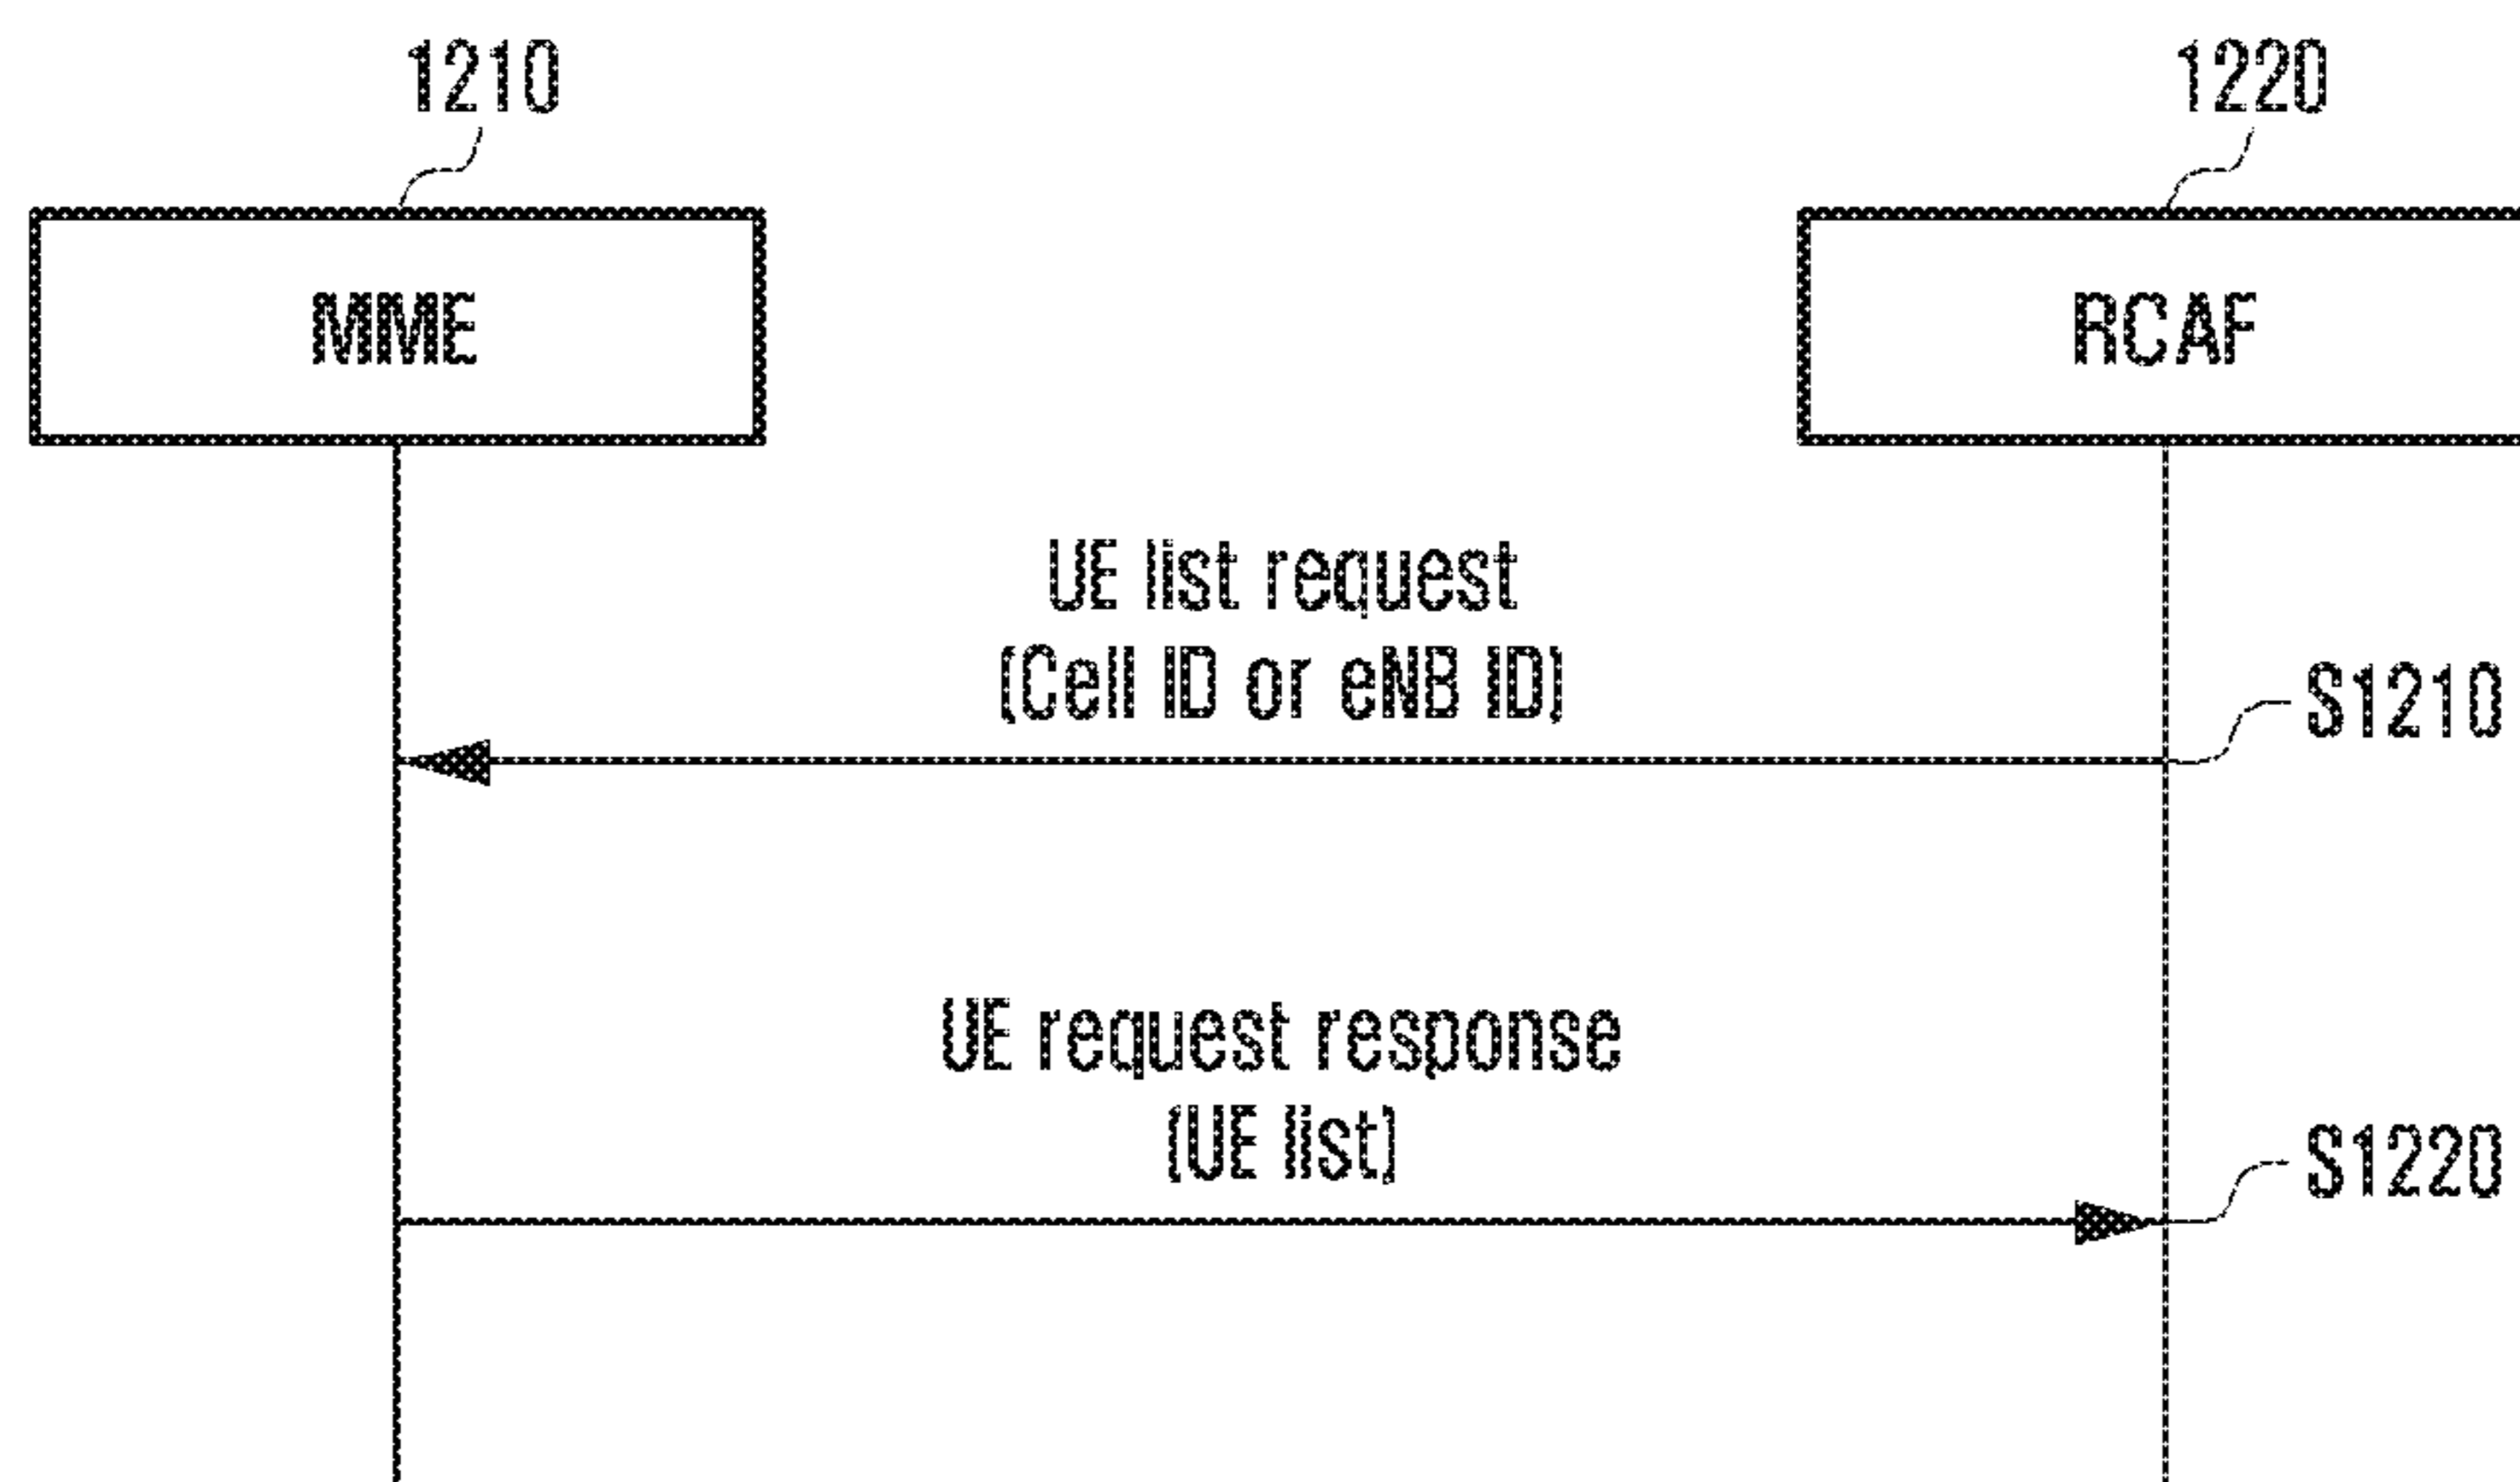 1210
1220
MME
RCAF
UE list request
(Cell ID or eNB ID)
S1210
UE request response
(UE list)
S1220